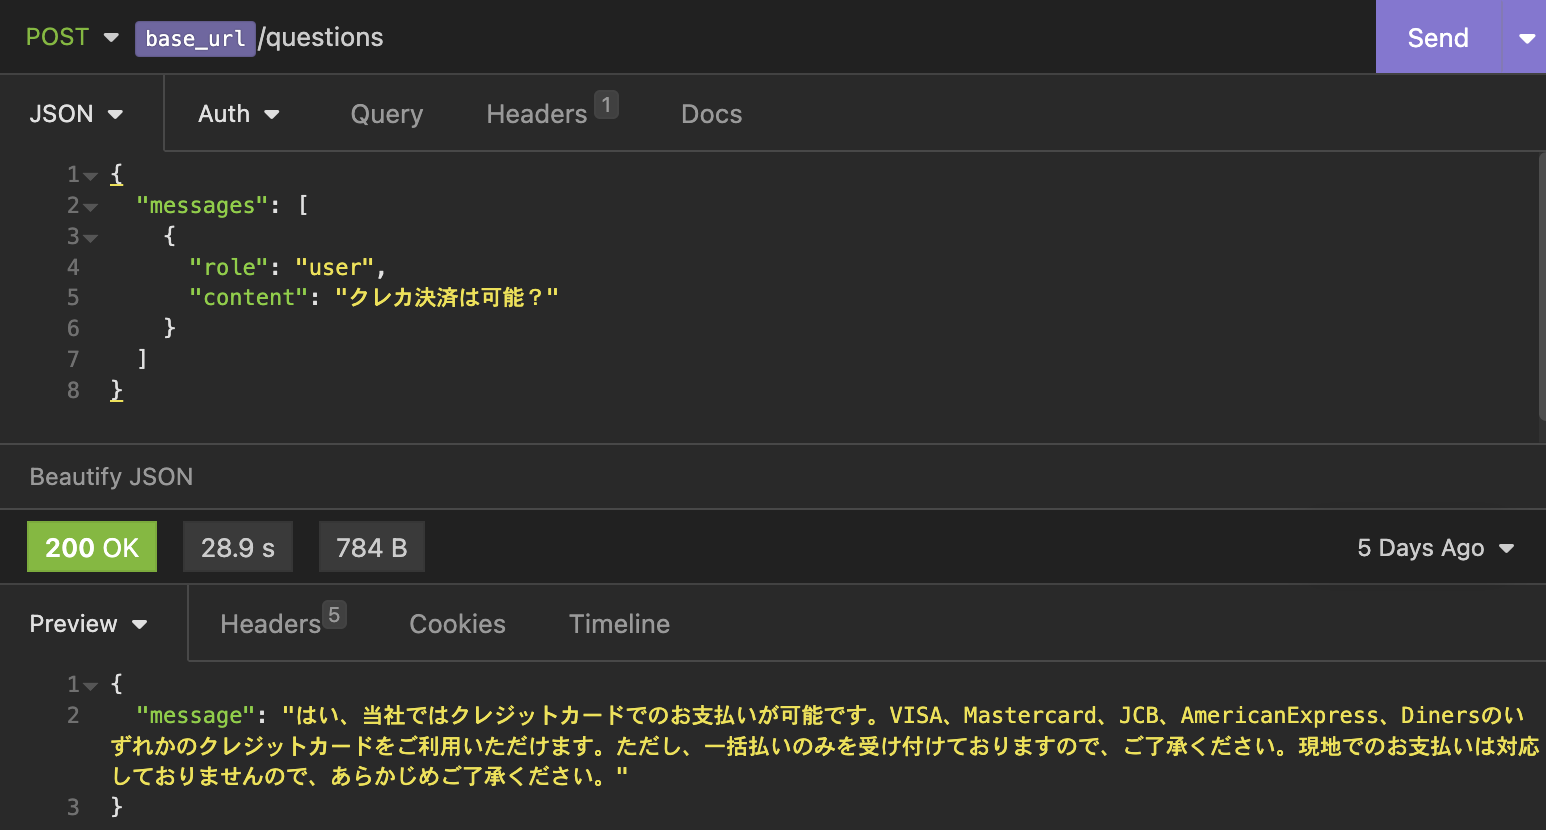 POST base_url/questions Send
JSON Auth Query Headers 1 Docs
1 {
2 "messages": [
3 {
4 "role": "user",
5 "content": "クレカ決済は可能？"
6 }
7 ]
8 }
Beautify JSON
200 OK 28.9 s 784 B 5 Days Ago
Preview Headers 5 Cookies Timeline
1 {
2 "message": "はい、当社ではクレジットカードでのお支払いが可能です。VISA、Mastercard、JCB、AmericanExpress、Dinersのい
ずれかのクレジットカードをご利用いただけます。ただし、一括払いのみを受け付けておりますので、ご了承ください。現地でのお支払いは対応
しておりませんので、あらかじめご了承ください。"
3 }